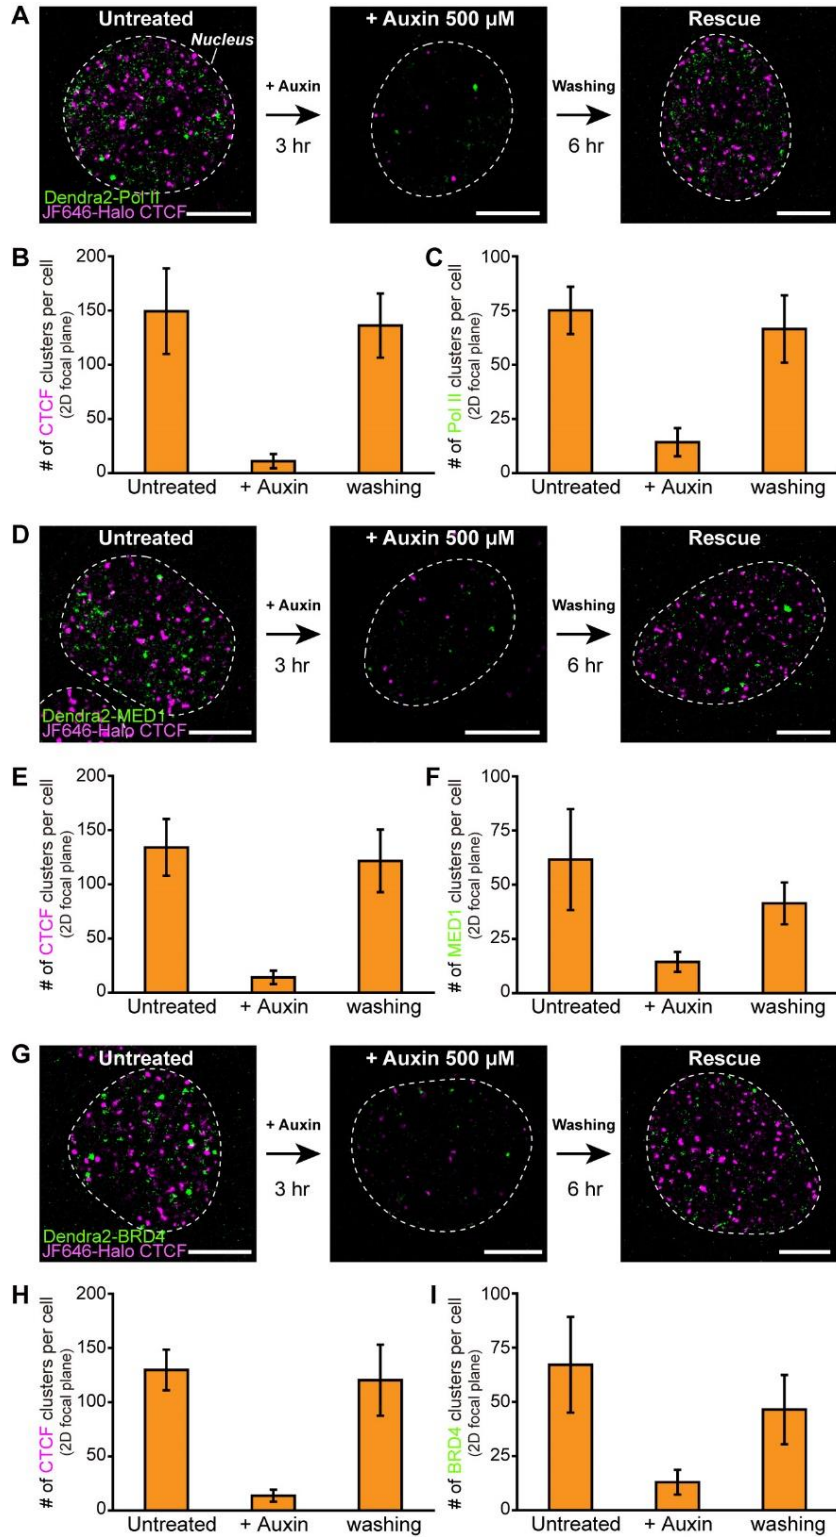 A
Untreated
Nucleus
Dendra2-Pol II
JF646-Halo CTCF
+ Auxin
3 hr
+ Auxin 500 μM
Washing
6 hr
Rescue
B
# of CTCF clusters per cell
(2D focal plane)
200
150
100
50
0
Untreated
+ Auxin
washing
C
# of Pol II clusters per cell
(2D focal plane)
100
75
50
25
0
Untreated
+ Auxin
washing
D
Untreated
Dendra2-MED1
JF646-Halo CTCF
+ Auxin
3 hr
+ Auxin 500 μM
Washing
6 hr
Rescue
E
# of CTCF clusters per cell
(2D focal plane)
200
150
100
50
0
Untreated
+ Auxin
washing
F
# of MED1 clusters per cell
(2D focal plane)
100
75
50
25
0
Untreated
+ Auxin
washing
G
Untreated
Dendra2-BRD4
JF646-Halo CTCF
+ Auxin
3 hr
+ Auxin 500 μM
Washing
6 hr
Rescue
H
# of CTCF clusters per cell
(2D focal plane)
200
150
100
50
0
Untreated
+ Auxin
washing
I
# of BRD4 clusters per cell
(2D focal plane)
100
75
50
25
0
Untreated
+ Auxin
washing